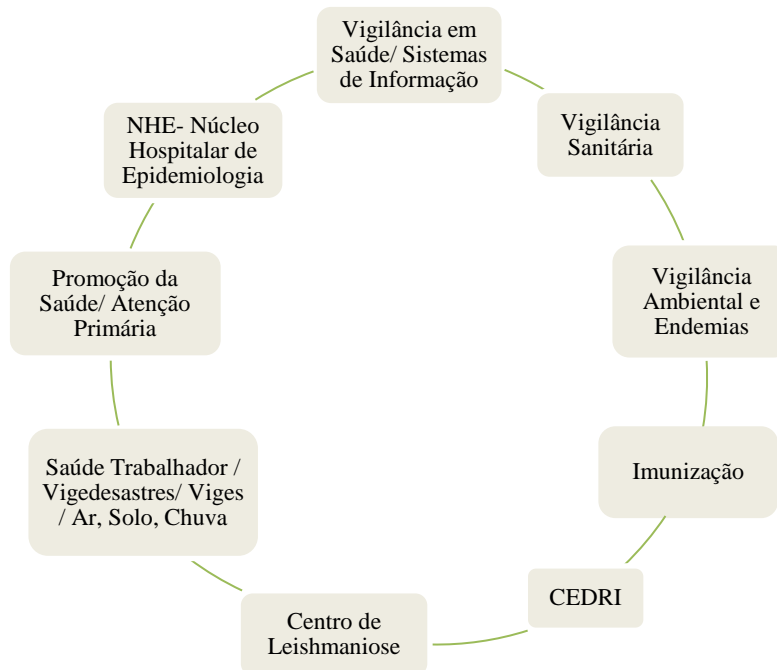 Vigilância em
Saúde/ Sistemas
de Informação
Vigilância
Sanitária
Vigilância
Ambiental e
Endemias
Imunização
CEDRI
Centro de
Leishmaniose
Saúde Trabalhador /
Vigedesastres/ Viges
/ Ar, Solo, Chuva
Promoção da
Saúde/ Atenção
Primária
NHE- Núcleo
Hospitalar de
Epidemiologia